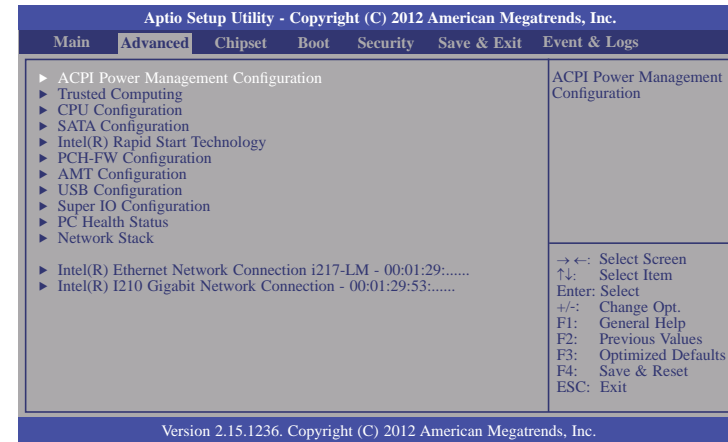 Aptio Setup Utility - Copyright (C) 2012 American Megatrends, Inc.
Main Advanced Chipset Boot Security Save & Exit Event & Logs
► ACPI Power Management Configuration
► Trusted Computing
► CPU Configuration
► SATA Configuration
► Intel(R) Rapid Start Technology
► PCH-FW Configuration
► AMT Configuration
► USB Configuration
► Super IO Configuration
► PC Health Status
► Network Stack
► Intel(R) Ethernet Network Connection i217-LM - 00:01:29:......
► Intel(R) I210 Gigabit Network Connection - 00:01:29:53:......
ACPI Power Management
Configuration
→←: Select Screen
↑↓: Select Item
Enter: Select
+/-: Change Opt.
F1: General Help
F2: Previous Values
F3: Optimized Defaults
F4: Save & Reset
ESC: Exit
Version 2.15.1236. Copyright (C) 2012 American Megatrends, Inc.